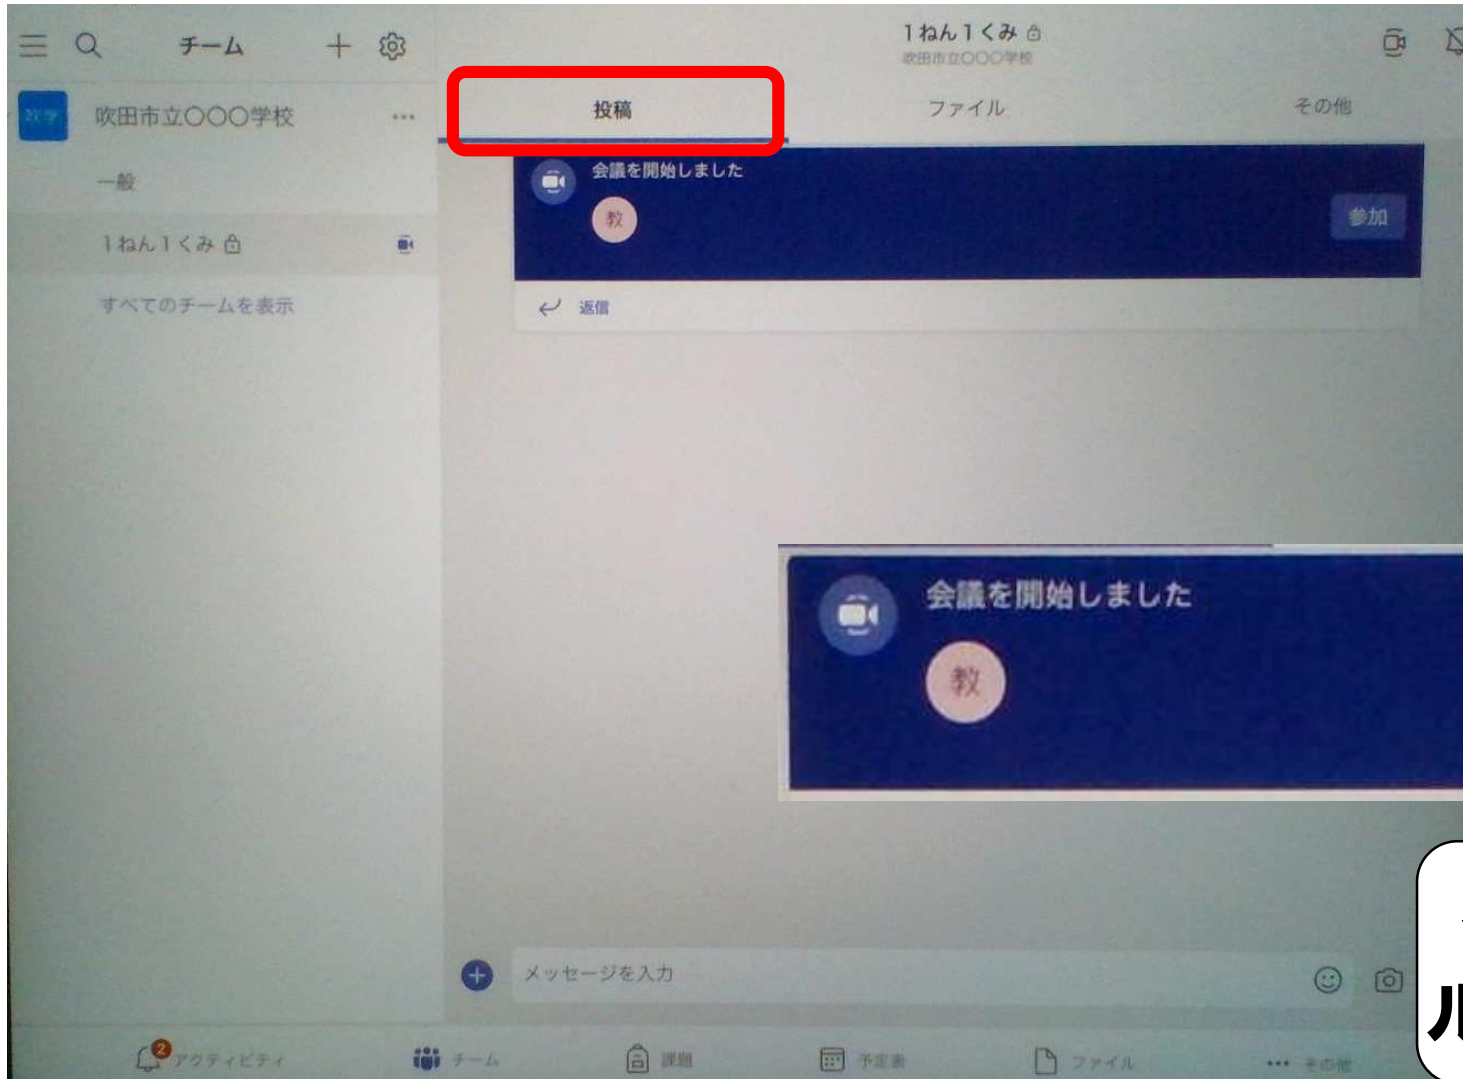 チーム
1ねん1くみ
吹田市立〇〇〇学校
吹田市立〇〇〇学校
投稿
ファイル
その他
一般
1ねん1くみ
すべてのチームを表示
会議を開始しました
教
参加
返信
会議を開始しました
教
メッセージを入力
2
アクティビティ
チーム
課題
予定表
ファイル
その他